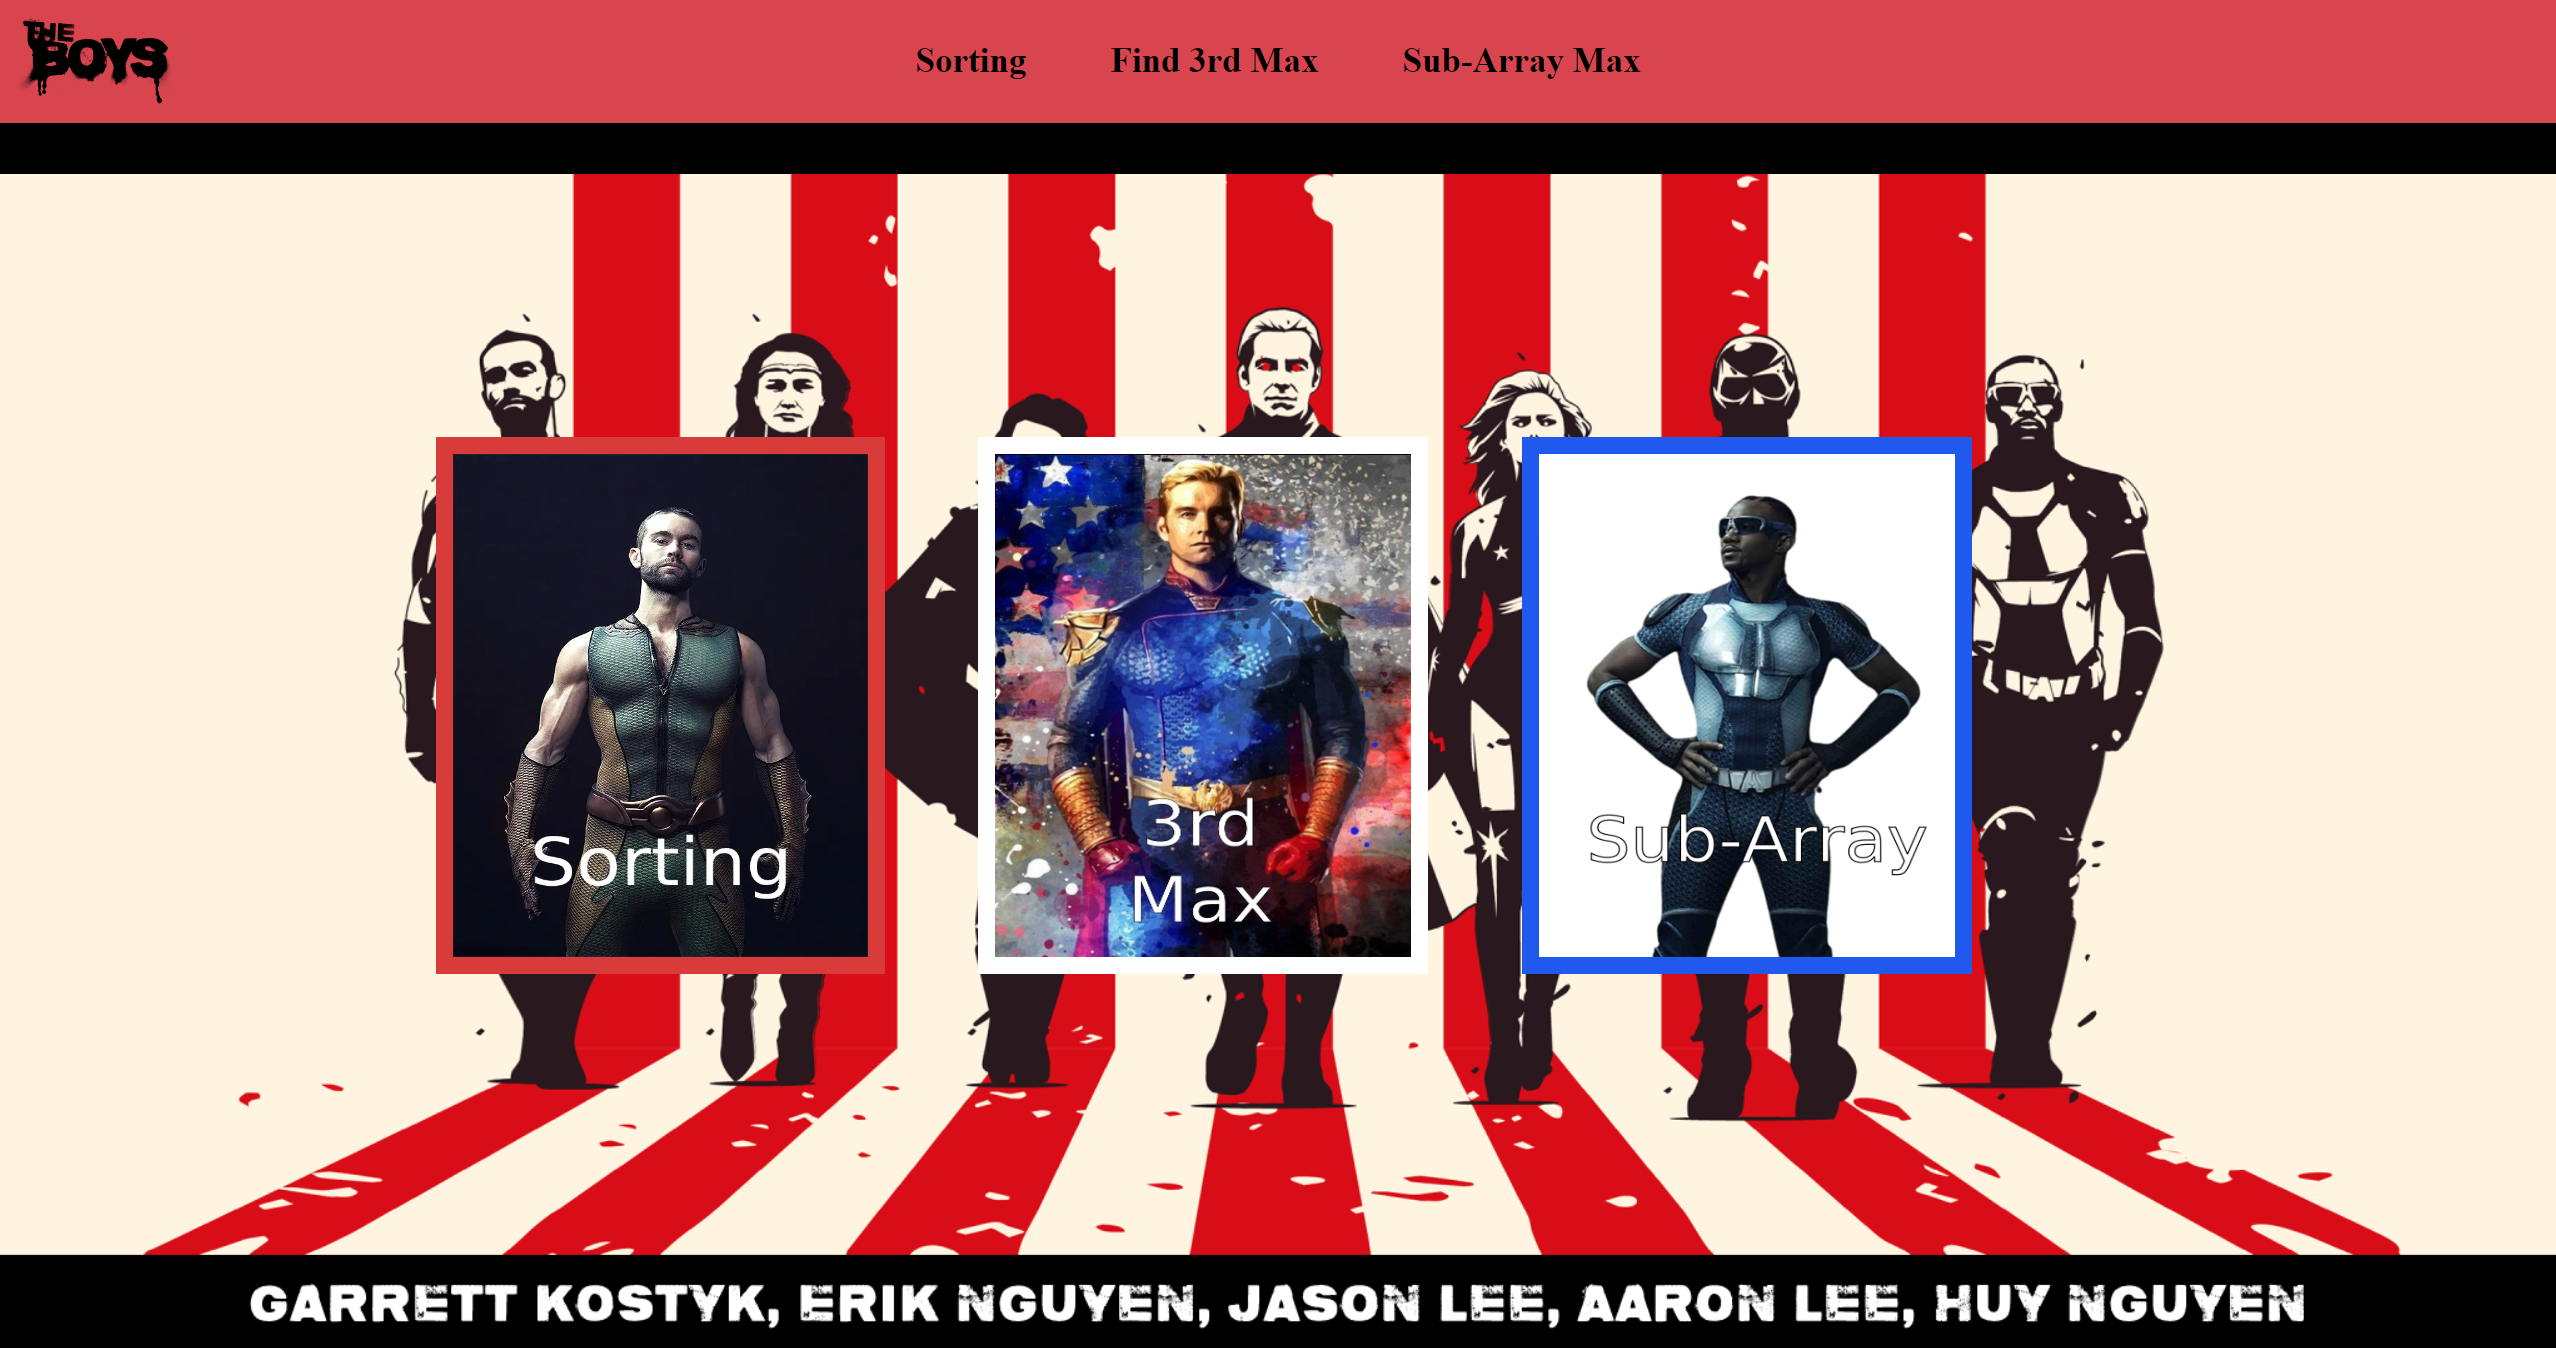 THE
BOYS
Sorting
Find 3rd Max
Sub-Array Max
Sorting
3rd
Max
Sub-Array
GARRETT KOSTYK, ERIK NGUYEN, JASON LEE, AARON LEE, HUY NGUYEN